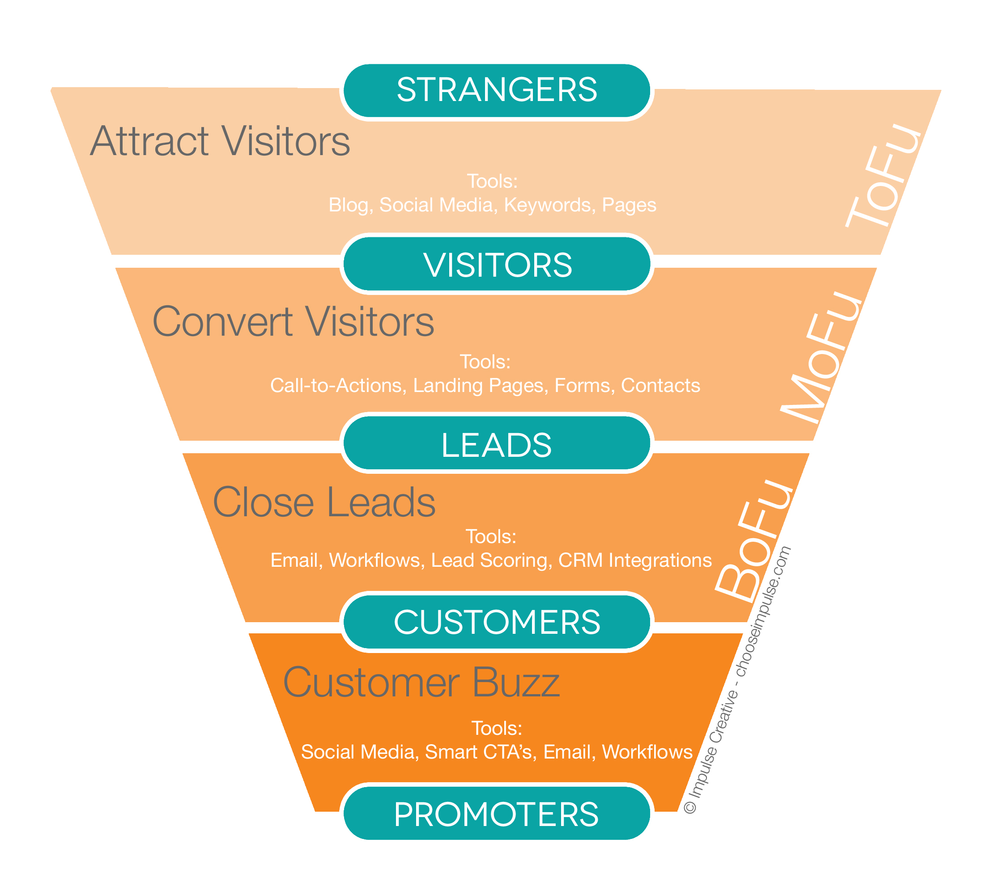 STRANGERS
Attract Visitors
Tools:
Blog, Social Media, Keywords, Pages
ToFu
VISITORS
Convert Visitors
Tools:
Call-to-Actions, Landing Pages, Forms, Contacts
MoFu
LEADS
Close Leads
Tools:
Email, Workflows, Lead Scoring, CRM Integrations
BoFu
CUSTOMERS
Customer Buzz
Tools:
Social Media, Smart CTA’s, Email, Workflows
PROMOTERS
© Impulse Creative - chooseimpulse.com